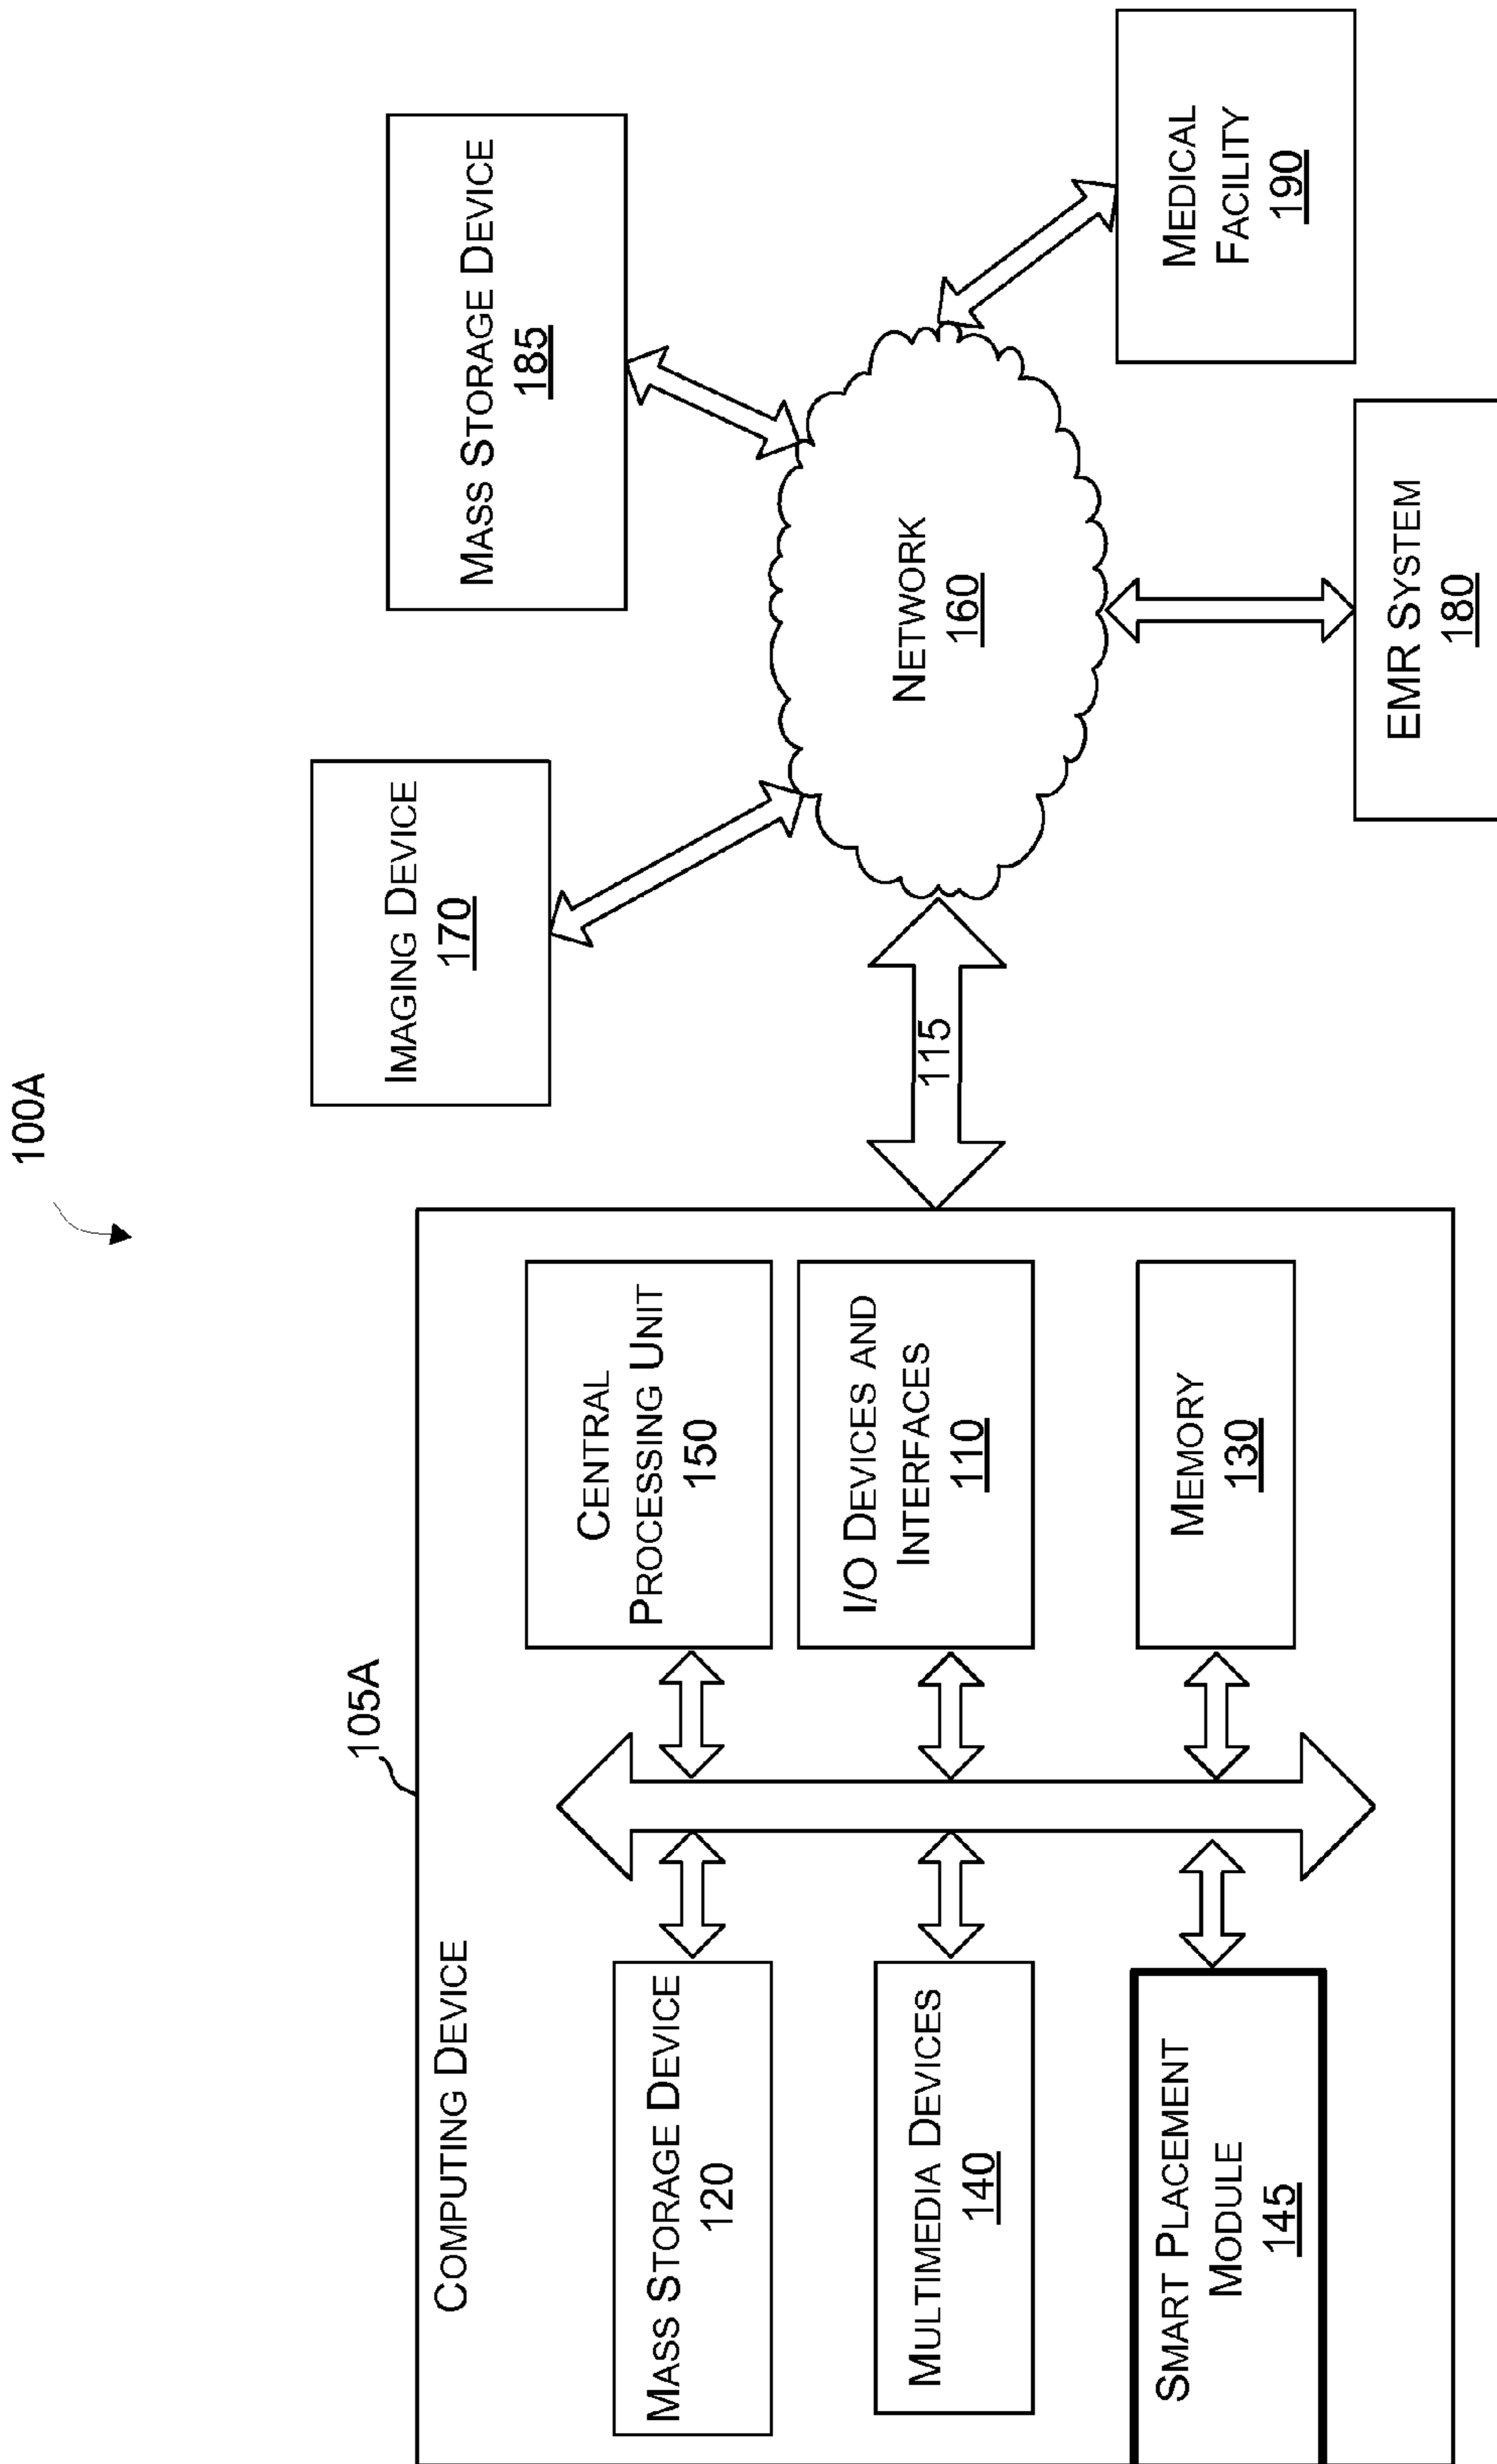 100A
105A
COMPUTING DEVICE
MASS STORAGE DEVICE
120
MULTIMEDIA DEVICES
140
SMART PLACEMENT
MODULE
145
CENTRAL
PROCESSING UNIT
150
I/O DEVICES AND
INTERFACES
110
MEMORY
130
115
IMAGING DEVICE
170
MASS STORAGE DEVICE
185
NETWORK
160
EMR SYSTEM
180
MEDICAL
FACILITY
190